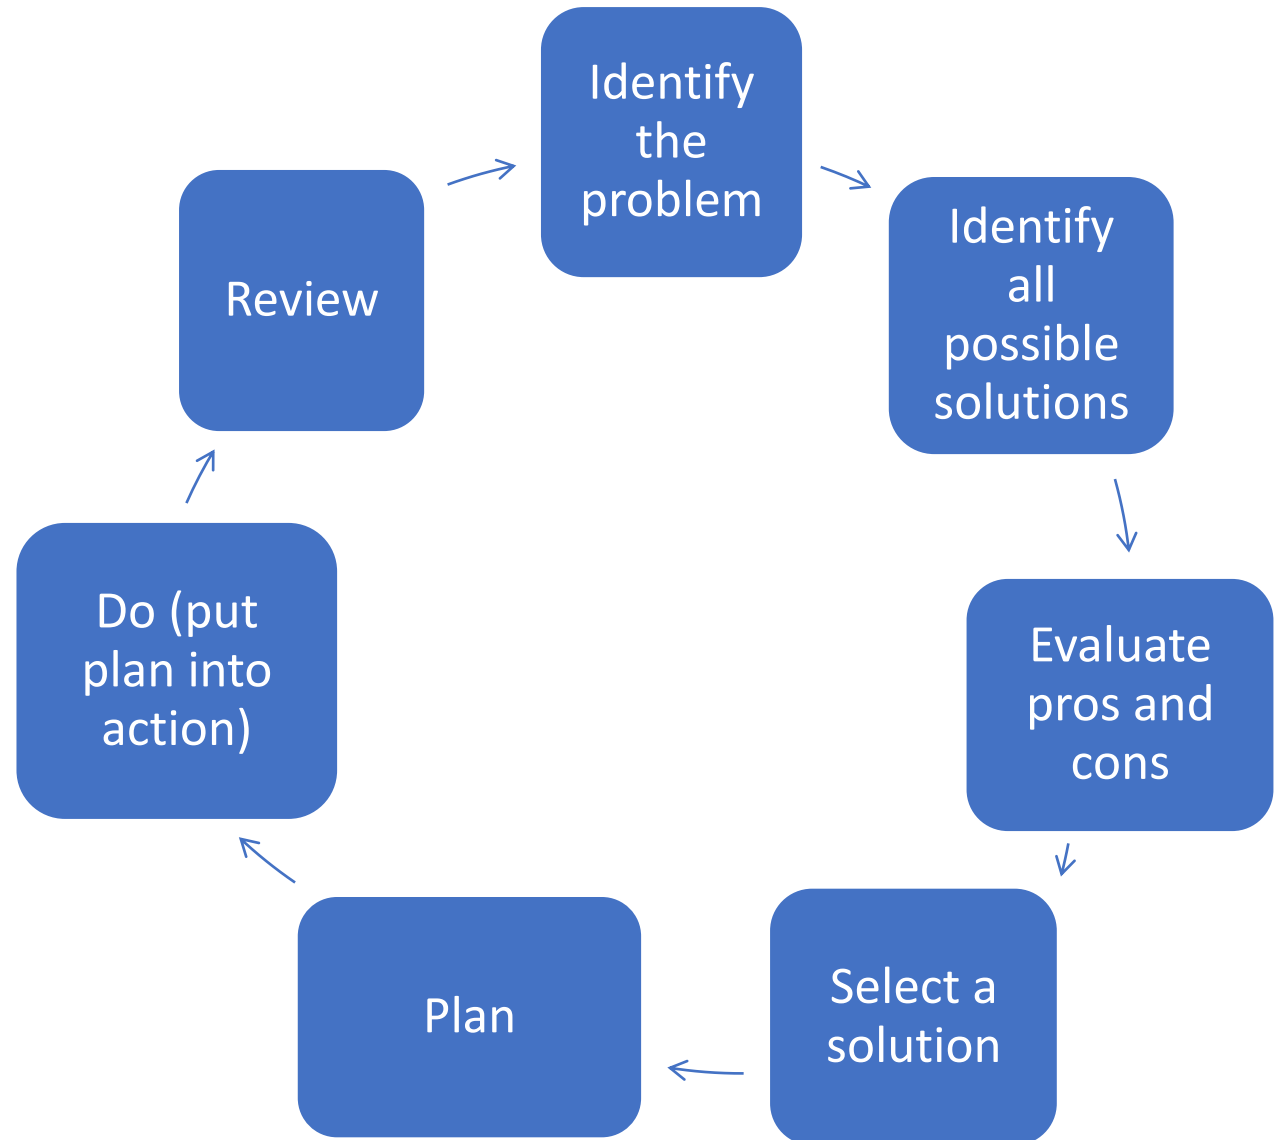 Identify
the
problem
Identify
all
possible
solutions
Evaluate
pros and
cons
Select a
solution
Plan
Do (put
plan into
action)
Review